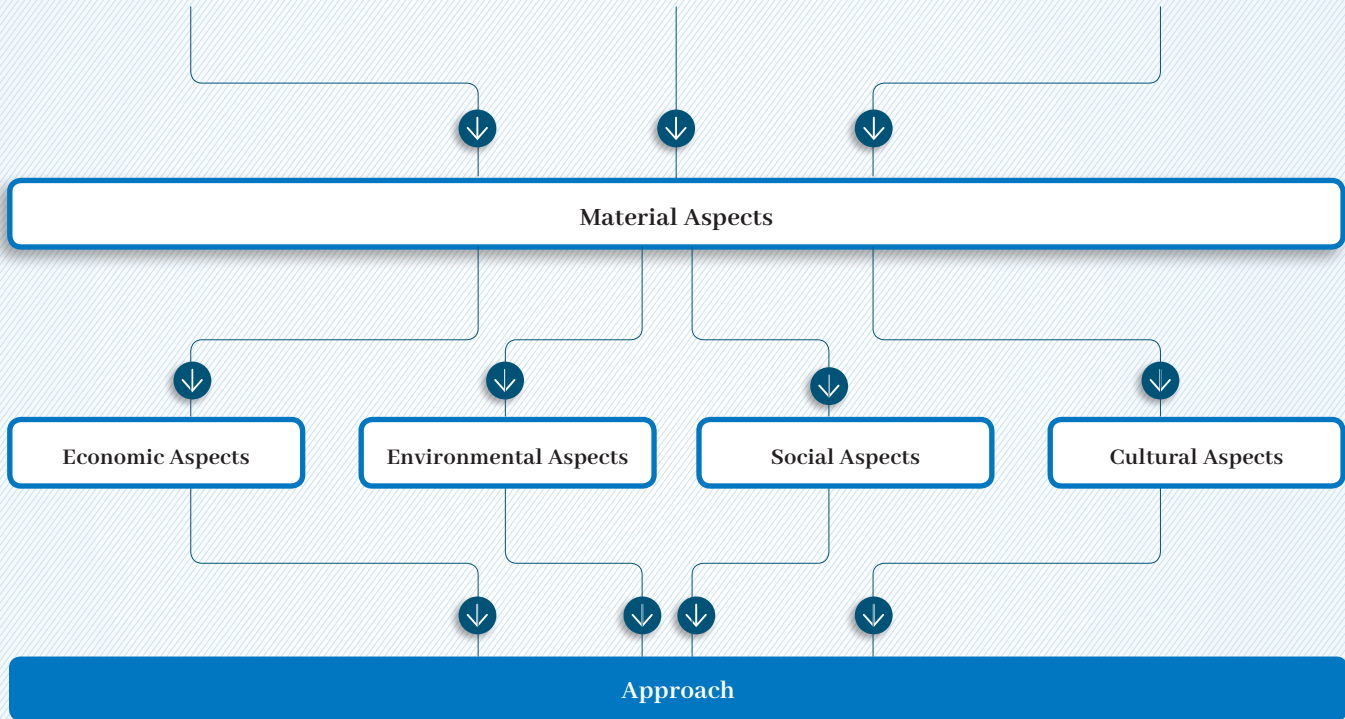 Material Aspects
Economic Aspects
Environmental Aspects
Social Aspects
Cultural Aspects
Approach